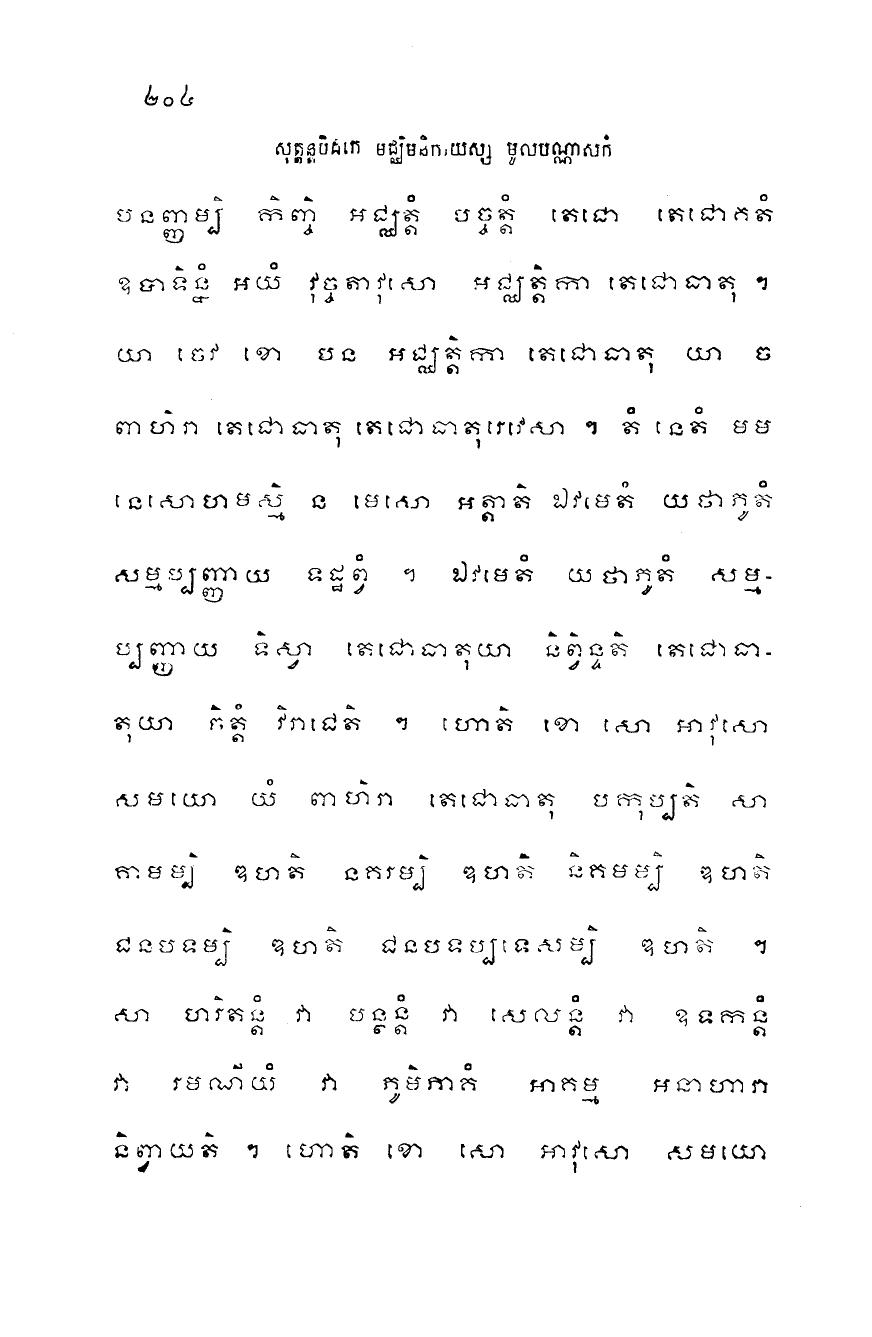 ២០៤
សុត្តន្តបិដកេ មជ្ឈិមនិកាយស្ស មូលបណ្ណាសកំ
បនញ្ញម្បិ កិញ្ចិ អជ្ឈត្តំ បច្ចត្តំ តេជោ តេជោគតំ
ឧបាទិន្នំ អយំ វុច្ចតាវុសោ អជ្ឈត្តិកា តេជោធាតុ ។
យា ចេវ ខោ បន អជ្ឈត្តិកា តេជោធាតុ យា ច
ពាហិរា តេជោធាតុ តេជោធាតុរេវេសា ។ តំ នេតំ មម
នេសោហមស្មិ ន មេសោ អត្តាតិ ឯវមេតំ យថាភូតំ
សម្មប្បញ្ញាយ ទដ្ឋព្វំ ។ ឯវមេតំ យថាភូតំ សម្ម-
ប្បញ្ញាយ ទិស្វា តេជោធាតុយា និព្វិន្ទតិ តេជោធា-
តុយា ចិត្តំ វិរាជេតិ ។ ហោតិ ខោ សោ អាវុសោ
សមយោ យំ ពាហិរា តេជោធាតុ បកុប្បតិ សា
គាមម្បិ ឌហតិ នគរម្បិ ឌហតិ និគមម្បិ ឌហតិ
ជនបទម្បិ ឌហតិ ជនបទប្បទេសម្បិ ឌហតិ ។
សា ហរិតន្តំ វា បន្ថន្តំ វា សេលន្តំ វា ឧទកន្តំ
វា រមណីយំ វា ភូមិភាគំ អាគម្ម អនាហារា
និព្វាយតិ ។ ហោតិ ខោ សោ អាវុសោ សមយោ